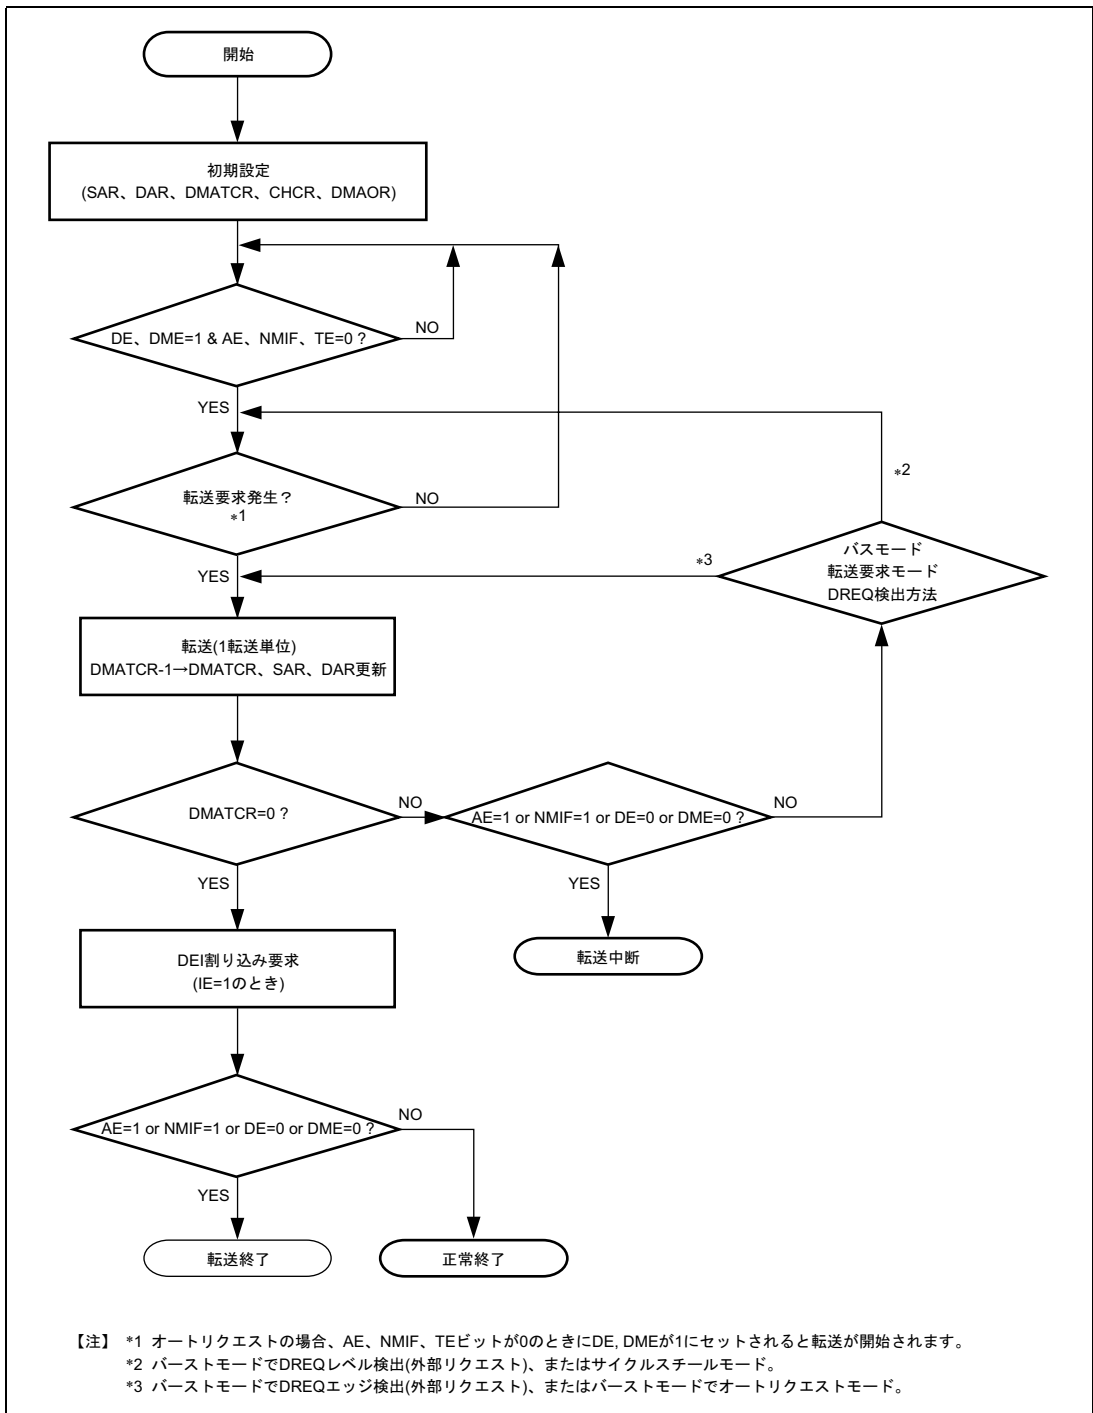 開始
初期設定
(SAR、DAR、DMATCR、CHCR、DMAOR)
DE、DME=1 & AE、NMIF、TE=0 ?
NO
YES
転送要求発生？
*1
NO
YES
*2
*3
バスモード
転送要求モード
DREQ検出方法
転送(1転送単位)
DMATCR-1→DMATCR、SAR、DAR更新
DMATCR=0 ?
NO
AE=1 or NMIF=1 or DE=0 or DME=0 ?
NO
YES
YES
転送中断
DEI割り込み要求
(IE=1のとき)
AE=1 or NMIF=1 or DE=0 or DME=0 ?
NO
YES
転送終了
正常終了
【注】 *1 オートリクエストの場合、AE、NMIF、TEビットが0のときにDE, DMEが1にセットされると転送が開始されます。
*2 バーストモードでDREQレベル検出(外部リクエスト)、またはサイクルスチールモード。
*3 バーストモードでDREQエッジ検出(外部リクエスト)、またはバーストモードでオートリクエストモード。